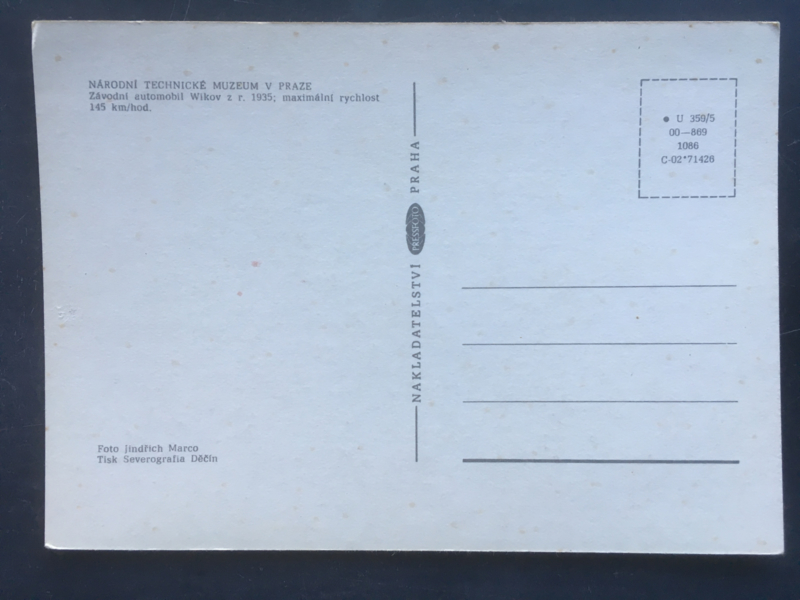 NÁRODNÍ TECHNICKÉ MUZEUM V PRAZE
Závodní automobil Wikov z r. 1935; maximální rychlost
145 km/hod.
Foto Jindřich Marco
Tisk Severografia Děčín
NAKLADATELSTVÍ PRESSFOTO PRAHA
● U 359/5
00—869
1086
C-02*71426